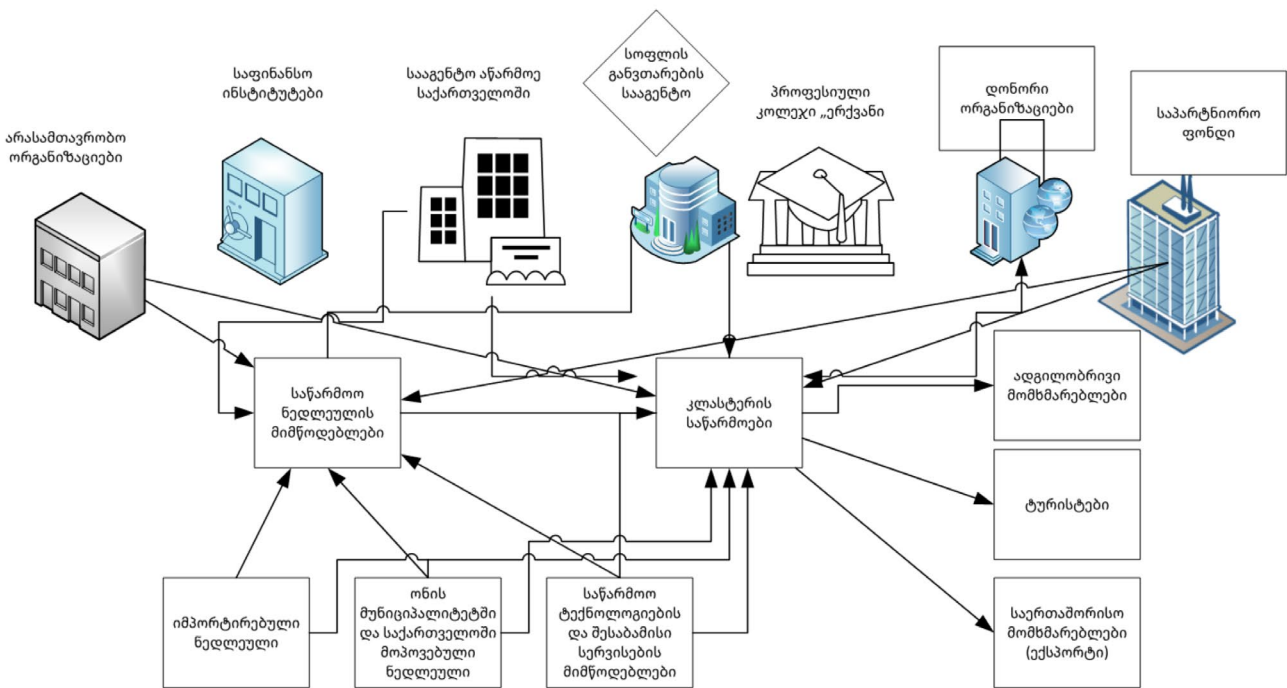 არასამთავრობო
ორგანიზაციები
საფინანსო
ინსტიტუტები
სააგენტო აწარმოე
საქართველოში
სოფლის
განვთარების
სააგენტო
პროფესიული
კოლეჯი „ერქვანი
დონორი
ორგანიზაციები
საპარტნიორო
ფონდი
საწარმოო
ნედლეულის
მიმწოდებლები
კლასტერის
საწარმოები
ადგილობრივი
მომხმარებლები
ტურისტები
საერთაშორისო
მომხმარებლები
(ექსპორტი)
იმპორტირებული
ნედლეული
ონის
მუნიციპალიტეტში
და საქართველოში
მოპოვებული
ნედლეული
საწარმოო
ტექნოლოგიების
და შესაბამისი
სერვისების
მიმწოდებლები